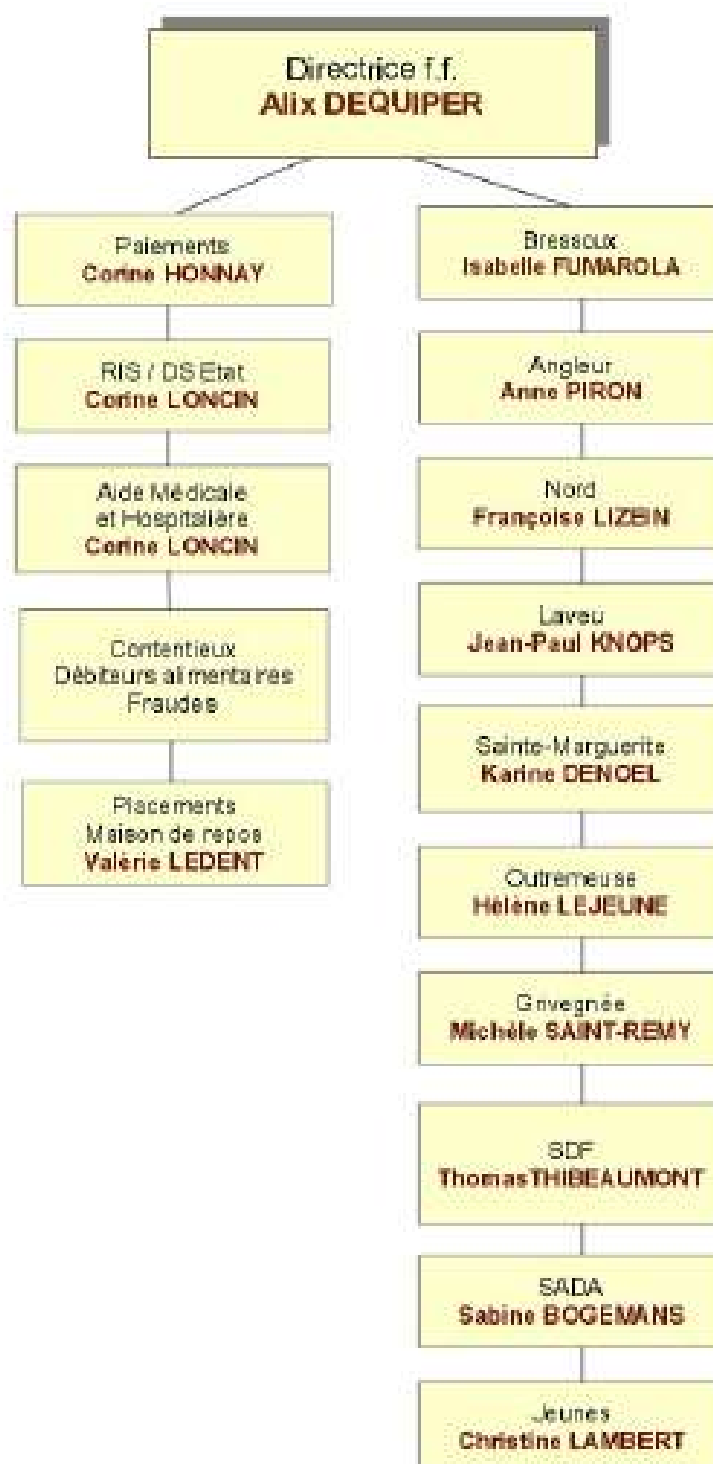 Directrice f.f.
Alix DEQUIPER
Paiements
Corine HONNAY
RIS / DS Etat
Corine LONCIN
Aide Médicale
et Hospitalière
Corine LONCIN
Contentieux
Débiteurs alimentaires
Fraudes
Placements
Maison de repos
Valérie LEDENT
Bressoux
Isabelle FUMAROLA
Angleur
Anne PIRON
Nord
Françoise LIZEIN
Laveu
Jean-Paul KNOPS
Sainte-Marguerite
Karine DENOEL
Outremeuse
Hélène LEJEUNE
Grivegnée
Michèle SAINT-REMY
SDF
ThomasTHIBEAUMONT
SADA
Sabine BOGEMANS
Jeunes
Christine LAMBERT